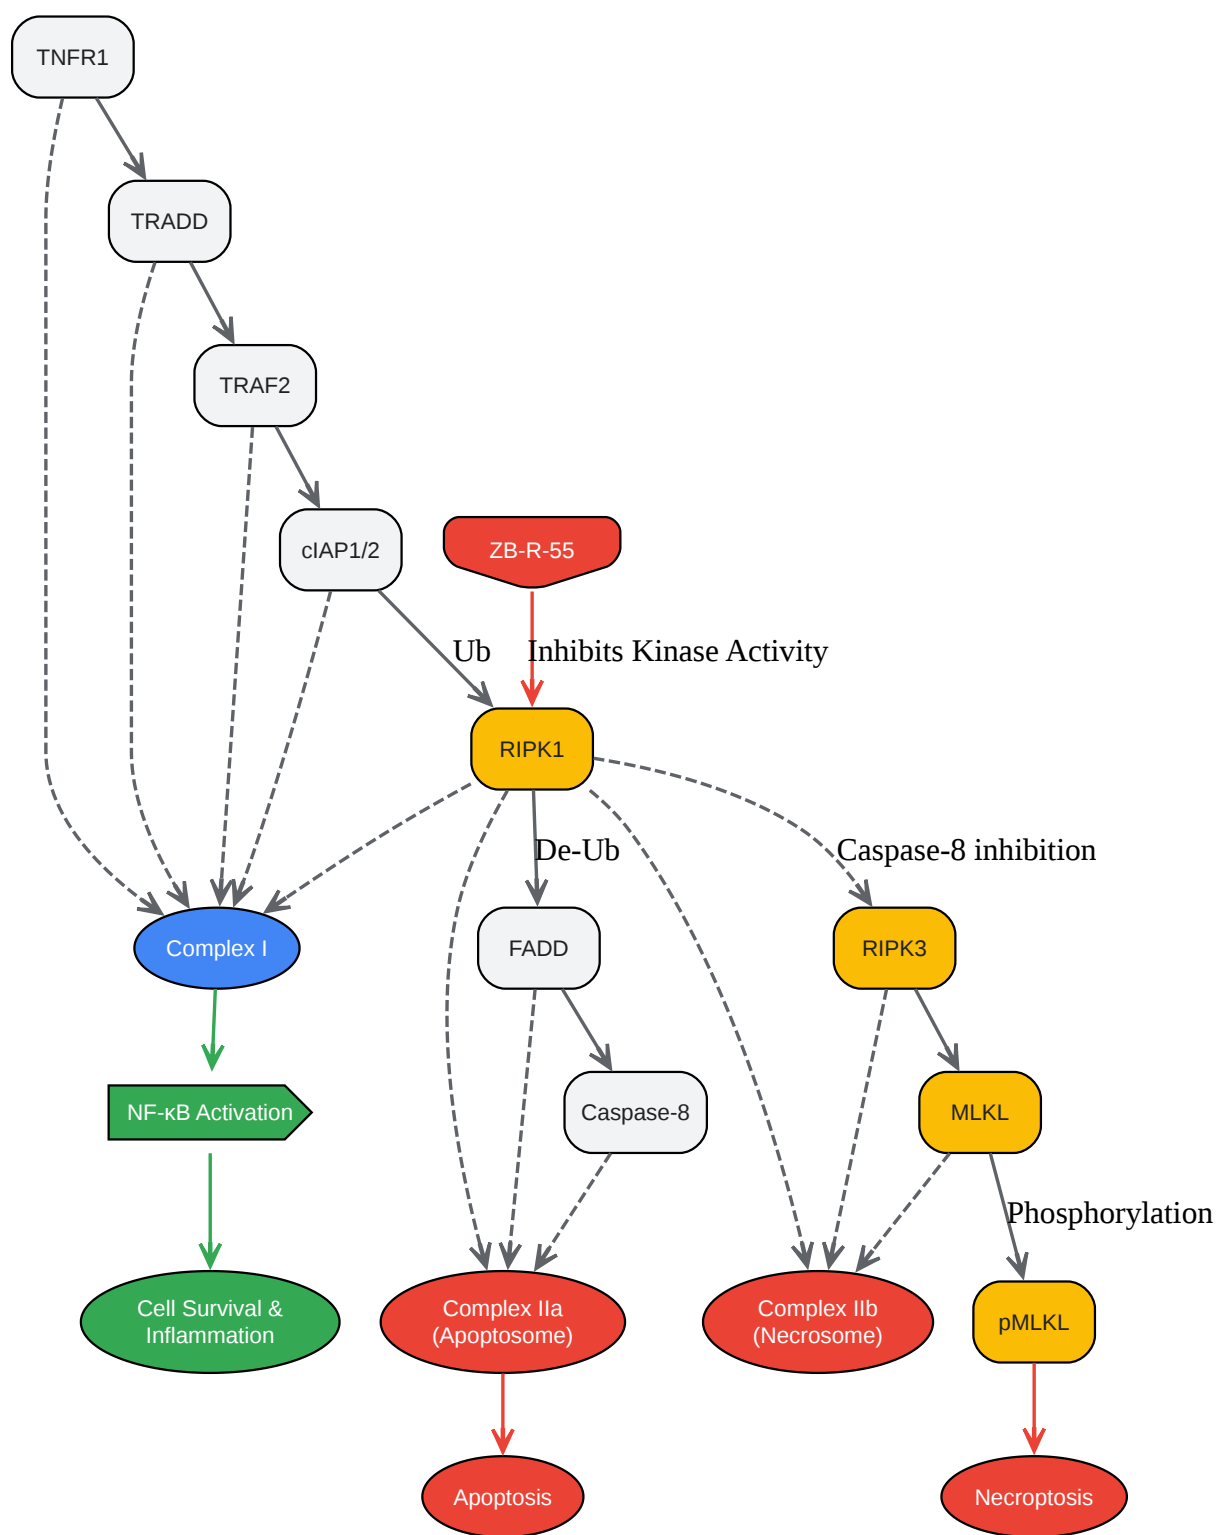 TNFR1
TRADD
TRAF2
cIAP1/2
ZB-R-55
Ub
Inhibits Kinase Activity
RIPK1
De-Ub
Caspase-8 inhibition
Complex I
FADD
RIPK3
NF-κB Activation
Caspase-8
MLKL
Phosphorylation
Cell Survival &
Inflammation
Complex IIa
(Apoptosome)
Complex IIb
(Necrosome)
pMLKL
Apoptosis
Necroptosis